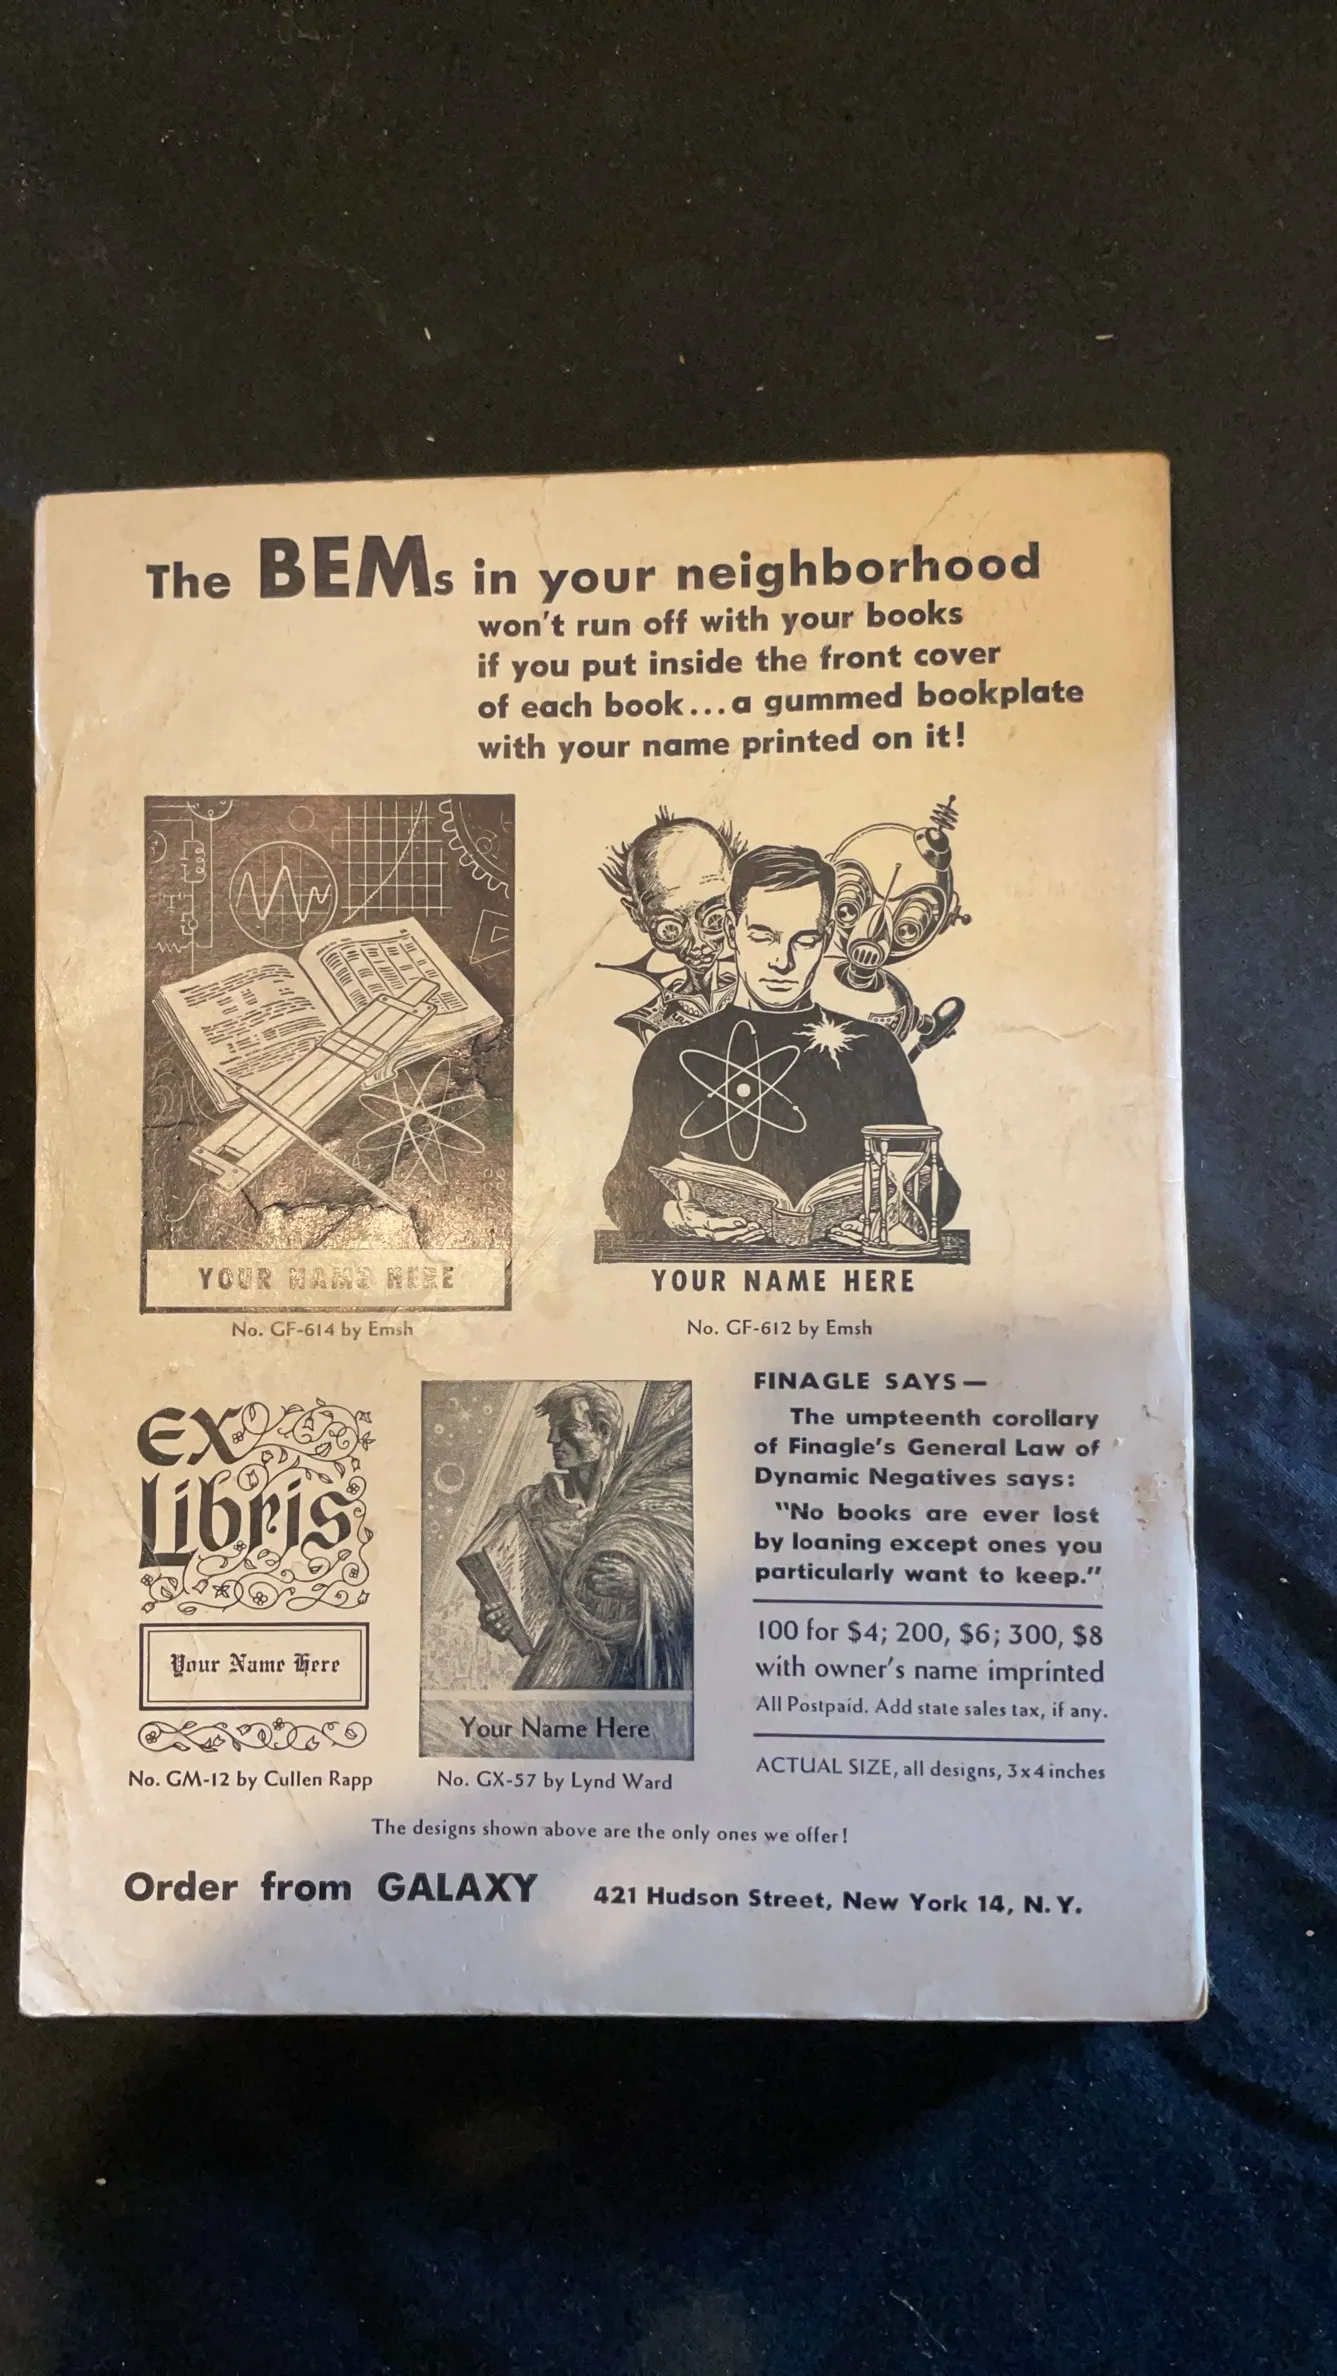 The BEMs in your neighborhood
won't run off with your books
if you put inside the front cover
of each book...a gummed bookplate
with your name printed on it!
YOUR NAME HERE
No. GF-614 by Emsh
YOUR NAME HERE
No. GF-612 by Emsh
Ex
Libris
Your Name Here
No. GM-12 by Cullen Rapp
Your Name Here
No. GX-57 by Lynd Ward
FINAGLE SAYS—
The umpteenth corollary
of Finagle's General Law of
Dynamic Negatives says:
"No books are ever lost
by loaning except ones you
particularly want to keep."
100 for $4; 200, $6; 300, $8
with owner's name imprinted
All Postpaid. Add state sales tax, if any.
ACTUAL SIZE, all designs, 3x4 inches
The designs shown above are the only ones we offer!
Order from GALAXY 421 Hudson Street, New York 14, N. Y.